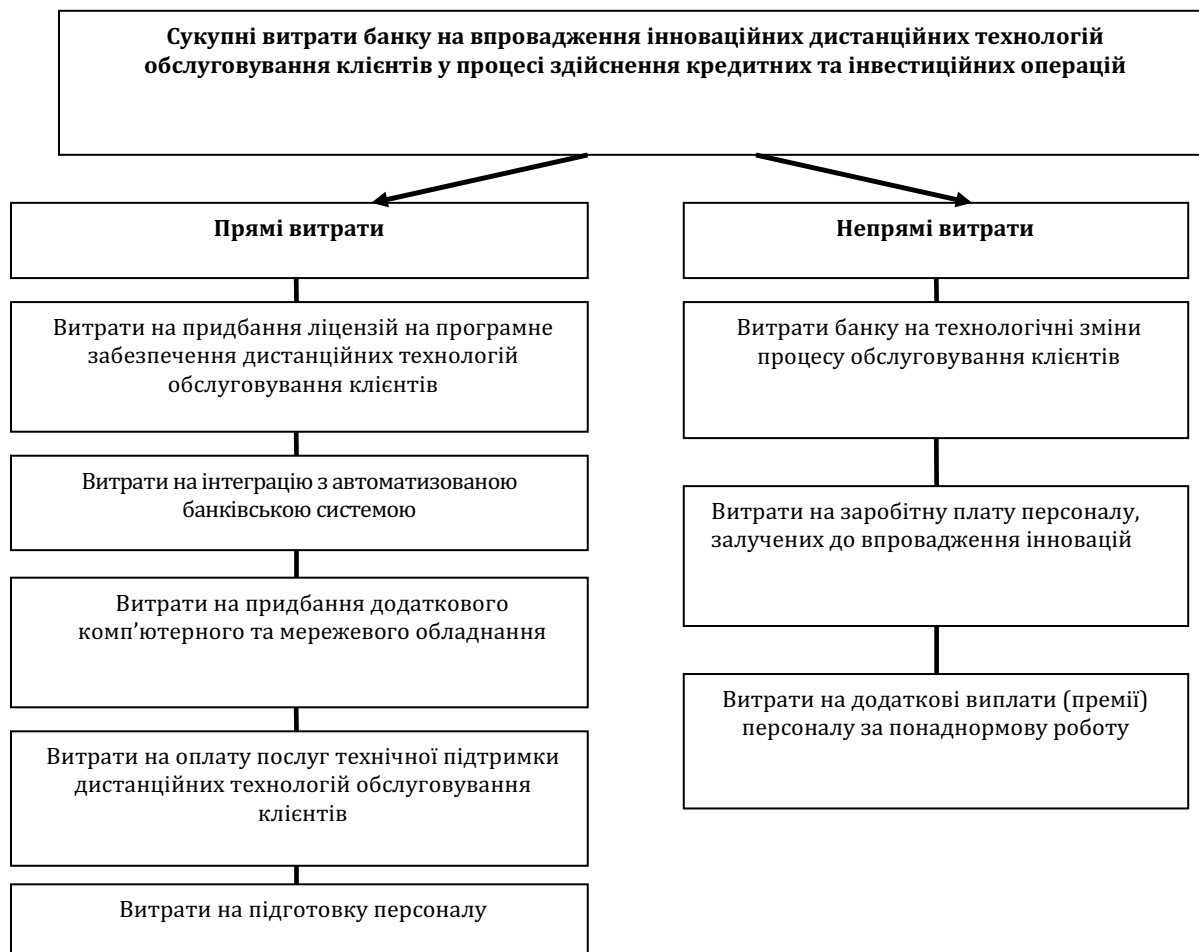 Сукупні витрати банку на впровадження інноваційних дистанційних технологій
обслуговування клієнтів у процесі здійснення кредитних та інвестиційних операцій
Прямі витрати
Витрати на придбання ліцензій на програмне
забезпечення дистанційних технологій
обслуговування клієнтів
Витрати на інтеграцію з автоматизованою
банківською системою
Витрати на придбання додаткового
комп’ютерного та мережевого обладнання
Витрати на оплату послуг технічної підтримки
дистанційних технологій обслуговування
клієнтів
Витрати на підготовку персоналу
Непрямі витрати
Витрати банку на технологічні зміни
процесу обслуговування клієнтів
Витрати на заробітну плату персоналу,
залучених до впровадження інновацій
Витрати на додаткові виплати (премії)
персоналу за понаднормову роботу